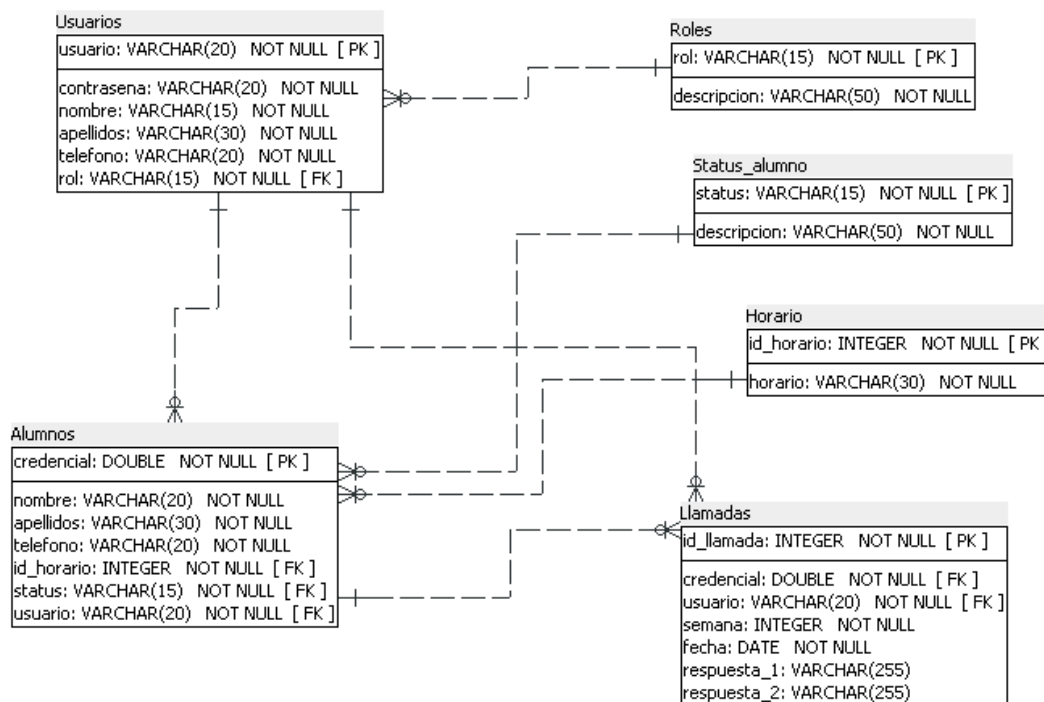 Usuarios
usuario: VARCHAR(20) NOT NULL [ PK ]
contrasena: VARCHAR(20) NOT NULL
nombre: VARCHAR(15) NOT NULL
apellidos: VARCHAR(30) NOT NULL
telefono: VARCHAR(20) NOT NULL
rol: VARCHAR(15) NOT NULL [ FK ]
Roles
rol: VARCHAR(15) NOT NULL [ PK ]
descripcion: VARCHAR(50) NOT NULL
Status_alumno
status: VARCHAR(15) NOT NULL [ PK ]
descripcion: VARCHAR(50) NOT NULL
Horario
id_horario: INTEGER NOT NULL [ PK
horario: VARCHAR(30) NOT NULL
Alumnos
credencial: DOUBLE NOT NULL [ PK ]
nombre: VARCHAR(20) NOT NULL
apellidos: VARCHAR(30) NOT NULL
telefono: VARCHAR(20) NOT NULL
id_horario: INTEGER NOT NULL [ FK ]
status: VARCHAR(15) NOT NULL [ FK ]
usuario: VARCHAR(20) NOT NULL [ FK ]
Llamadas
id_llamada: INTEGER NOT NULL [ PK ]
credencial: DOUBLE NOT NULL [ FK ]
usuario: VARCHAR(20) NOT NULL [ FK ]
semana: INTEGER NOT NULL
fecha: DATE NOT NULL
respuesta_1: VARCHAR(255)
respuesta_2: VARCHAR(255)